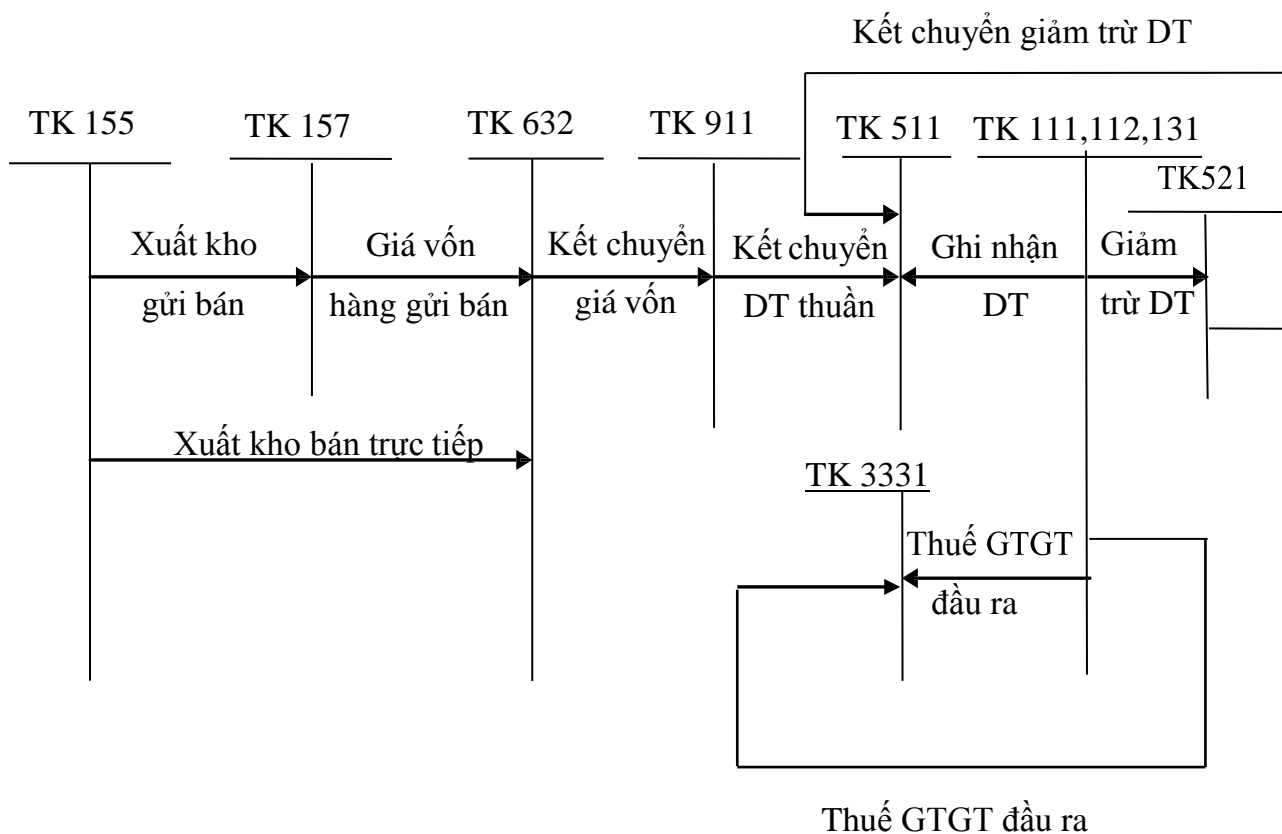 Kết chuyển giảm trừ DT
TK 155
TK 157
TK 632
TK 911
TK 511
TK 111,112,131
TK521
Xuất kho
gửi bán
Giá vốn
hàng gửi bán
Kết chuyển
giá vốn
Kết chuyển
DT thuần
Ghi nhận
DT
Giảm
trừ DT
Xuất kho bán trực tiếp
TK 3331
Thuế GTGT
đầu ra
Thuế GTGT đầu ra